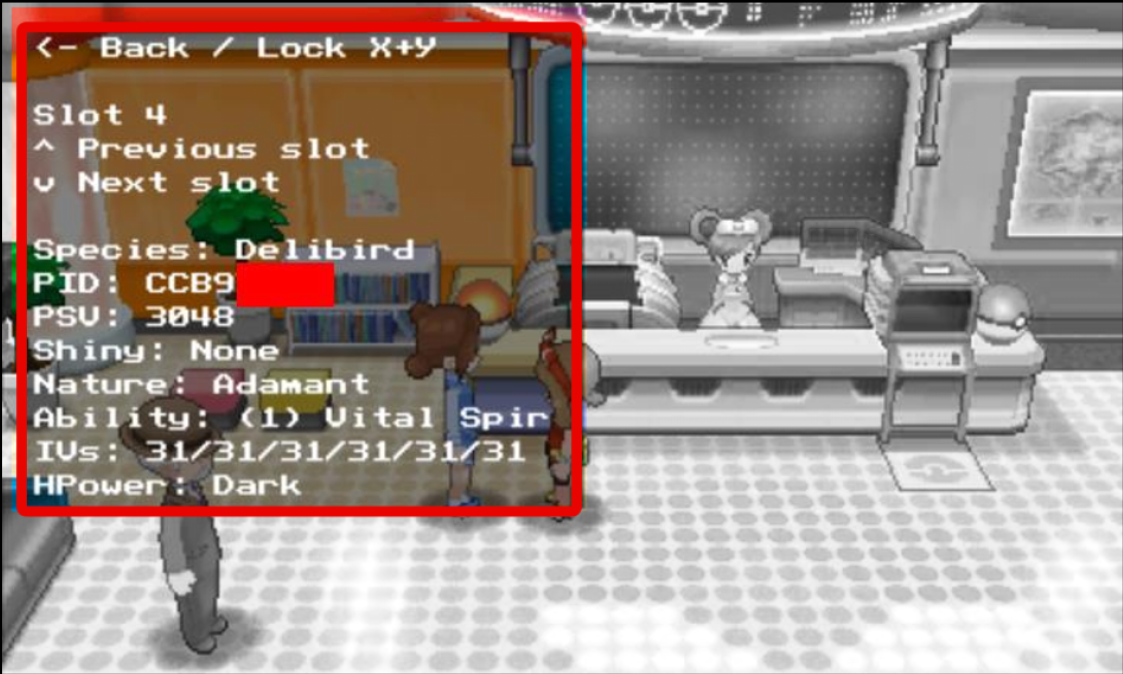 <- Back / Lock X+Y
Slot 4
^ Previous slot
v Next slot
Species: Delibird
PID: CCB9
PSV: 3048
Shiny: None
Nature: Adamant
Ability: (1) Vital Spir
IVs: 31/31/31/31/31/31
HPower: Dark